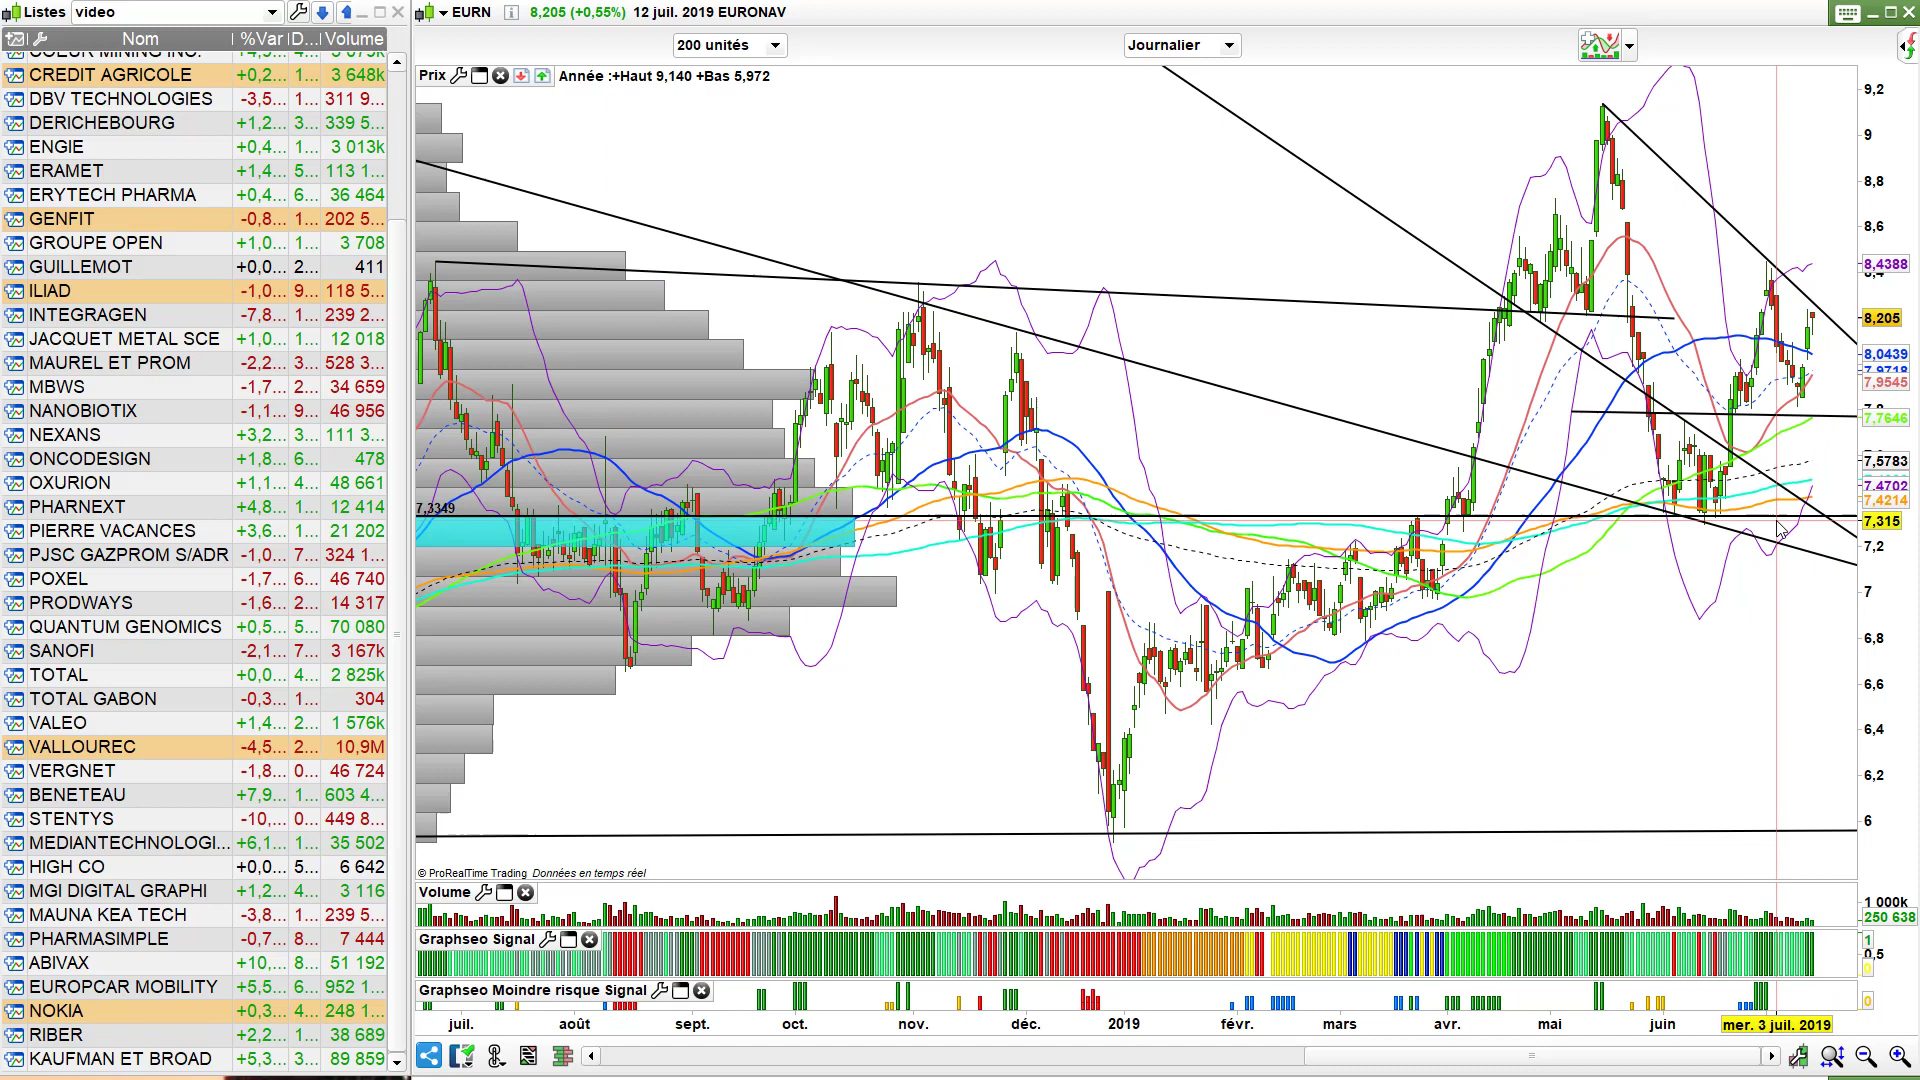 Listes video
Nom %Var D... Volume
CREDIT AGRICOLE +0,2... 1... 3 648k
DBV TECHNOLOGIES -3,5... 1... 311 9...
DERICHEBOURG +1,2... 3... 339 5...
ENGIE +0,4... 1... 3 013k
ERAMET +1,4... 5... 113 1...
ERYTECH PHARMA +0,4... 6... 36 464
GENFIT -0,8... 1... 202 5...
GROUPE OPEN +1,0... 1... 3 708
GUILLEMOT +0,0... 2... 411
ILIAD -1,0... 9... 118 5...
INTEGRAGEN -7,8... 1... 239 2...
JACQUET METAL SCE +1,0... 1... 12 018
MAUREL ET PROM -2,2... 3... 528 3...
MBWS -1,7... 2... 34 659
NANOBIOTIX -1,1... 9... 46 956
NEXANS +3,2... 3... 111 3...
ONCODESIGN +1,8... 6... 478
OXURION +1,1... 4... 48 661
PHARNEXT +4,8... 1... 12 414
PIERRE VACANCES +3,6... 1... 21 202
PJSC GAZPROM S/ADR -1,0... 7... 324 1...
POXEL -1,7... 6... 46 740
PRODWAYS -1,6... 2... 14 317
QUANTUM GENOMICS +0,5... 5... 70 080
SANOFI -2,1... 7... 3 167k
TOTAL +0,0... 4... 2 825k
TOTAL GABON -0,3... 1... 304
VALEO +1,4... 2... 1 576k
VALLOUREC -4,5... 2... 10,9M
VERGNET -1,8... 0... 46 724
BENETEAU +7,9... 1... 603 4...
STENTYS -10,... 0... 449 8...
MEDIANTECHNOLOGI... +6,1... 1... 35 502
HIGH CO +0,0... 5... 6 642
MGI DIGITAL GRAPHI +1,2... 4... 3 116
MAUNA KEA TECH -3,8... 1... 239 5...
PHARMASIMPLE -0,7... 8... 7 444
ABIVAX +10,... 8... 51 192
EUROPCAR MOBILITY +5,5... 6... 952 1...
NOKIA +0,3... 4... 248 1...
RIBER +2,2... 1... 38 689
KAUFMAN ET BROAD +5,3... 3... 89 859
EURN 8,205 (+0,55%) 12 juil. 2019 EURONAV
200 unités Journalier
Prix Année :+Haut 9,140 +Bas 5,972
9,2
9
8,8
8,6
8,4388
8,205
8,0439
7,9545
7,7646
7,5783
7,4702
7,4214
7,3349
7,315
7,2
7
6,8
6,6
6,4
6,2
6
© ProRealTime Trading Données en temps réel
Volume
1 000k
250 638
Graphseo Signal
1
0,5
0
Graphseo Moindre risque Signal
0
juil. août sept. oct. nov. déc. 2019 févr. mars avr. mai juin mer. 3 juil. 2019